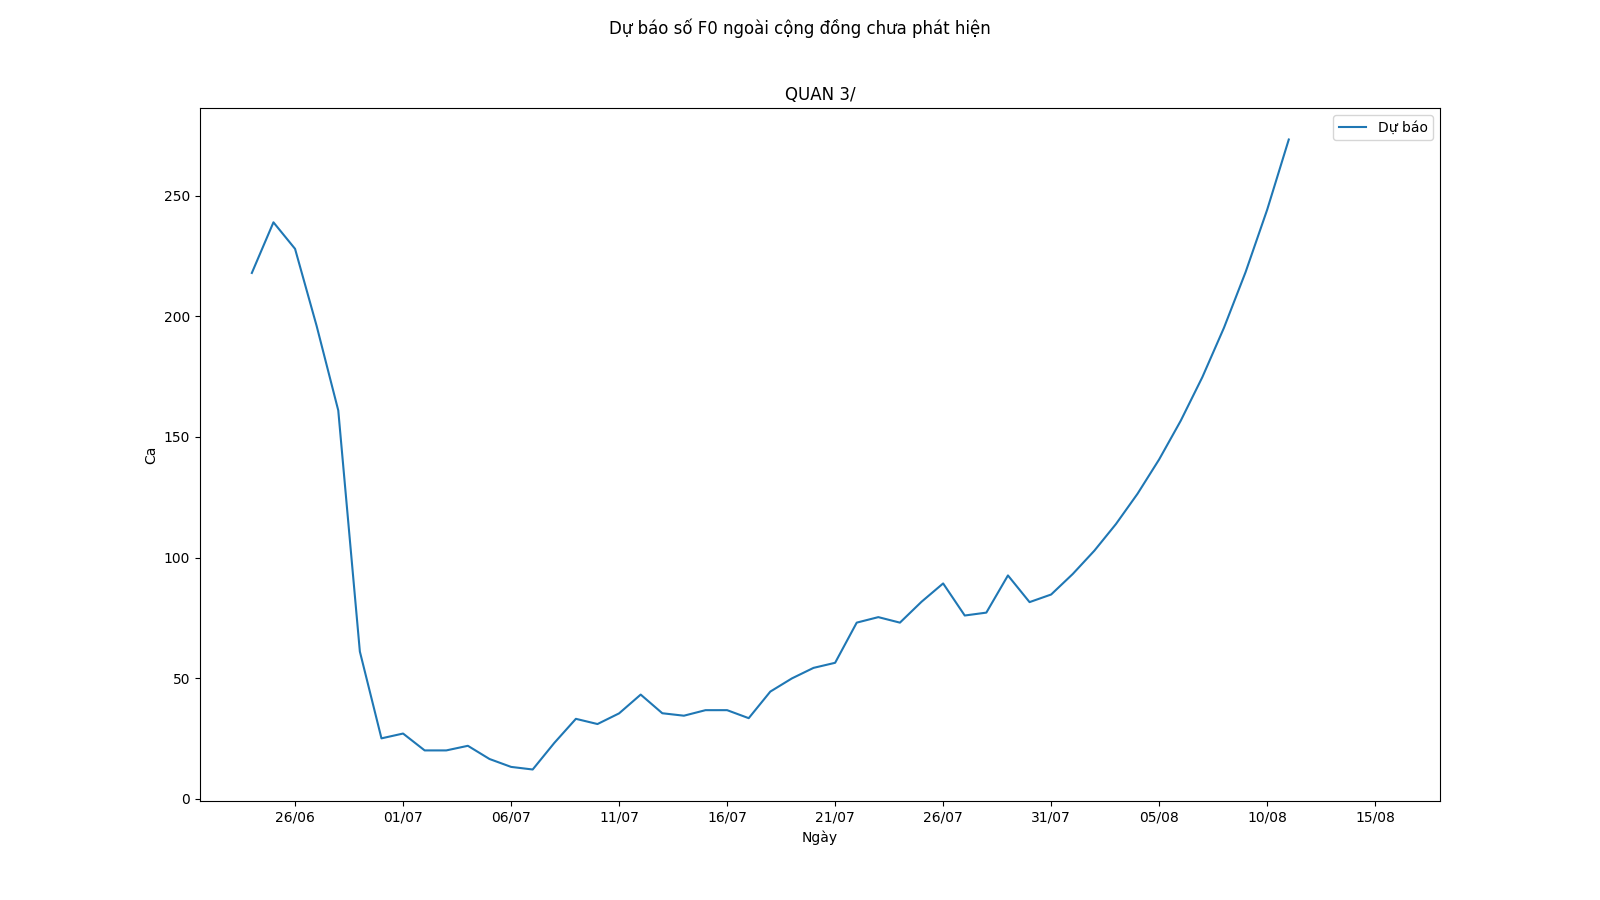 Dự báo số F0 ngoài cộng đồng chưa phát hiện
QUAN 3/
Dự báo
250
200
150
100
50
0
Ca
26/06 01/07 06/07 11/07 16/07 21/07 26/07 31/07 05/08 10/08 15/08
Ngày